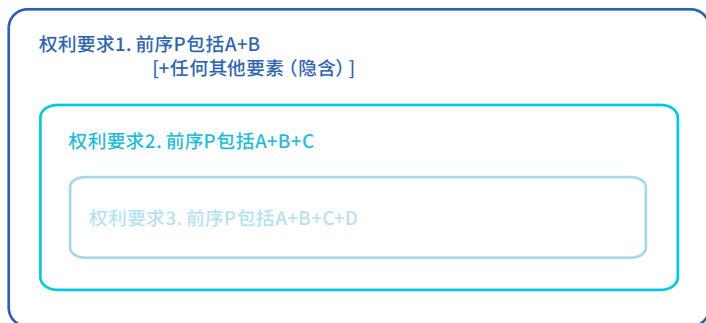 权利要求1. 前序P包括A+B
[+任何其他要素（隐含）]
权利要求2. 前序P包括A+B+C
权利要求3. 前序P包括A+B+C+D